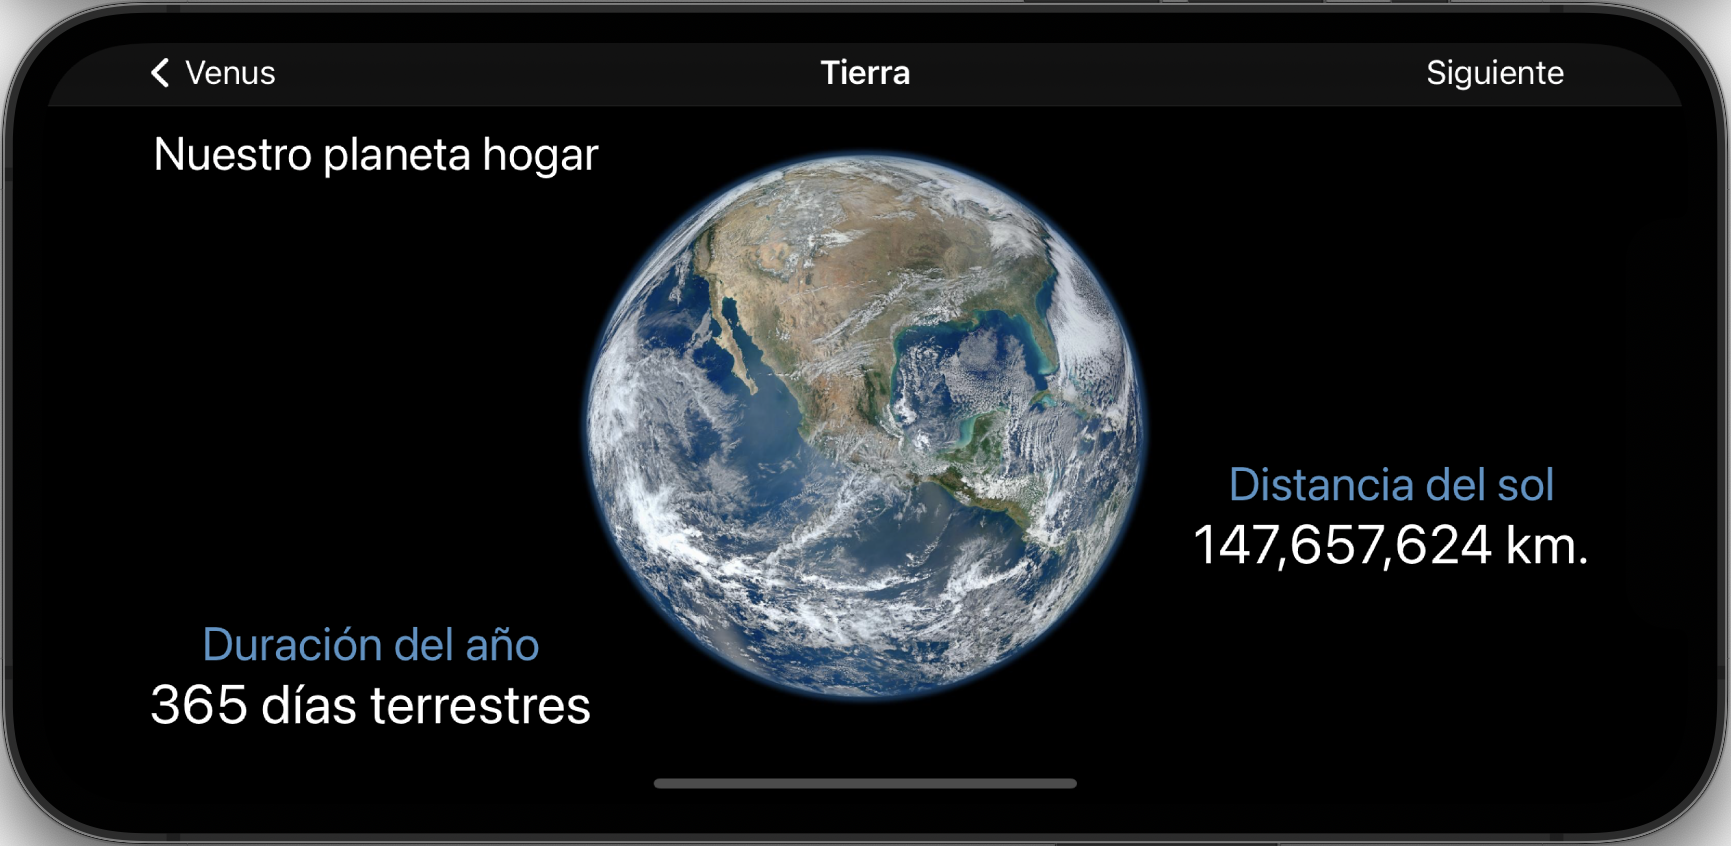 Venus
Tierra
Siguiente
Nuestro planeta hogar
Distancia del sol
147,657,624 km.
Duración del año
365 días terrestres